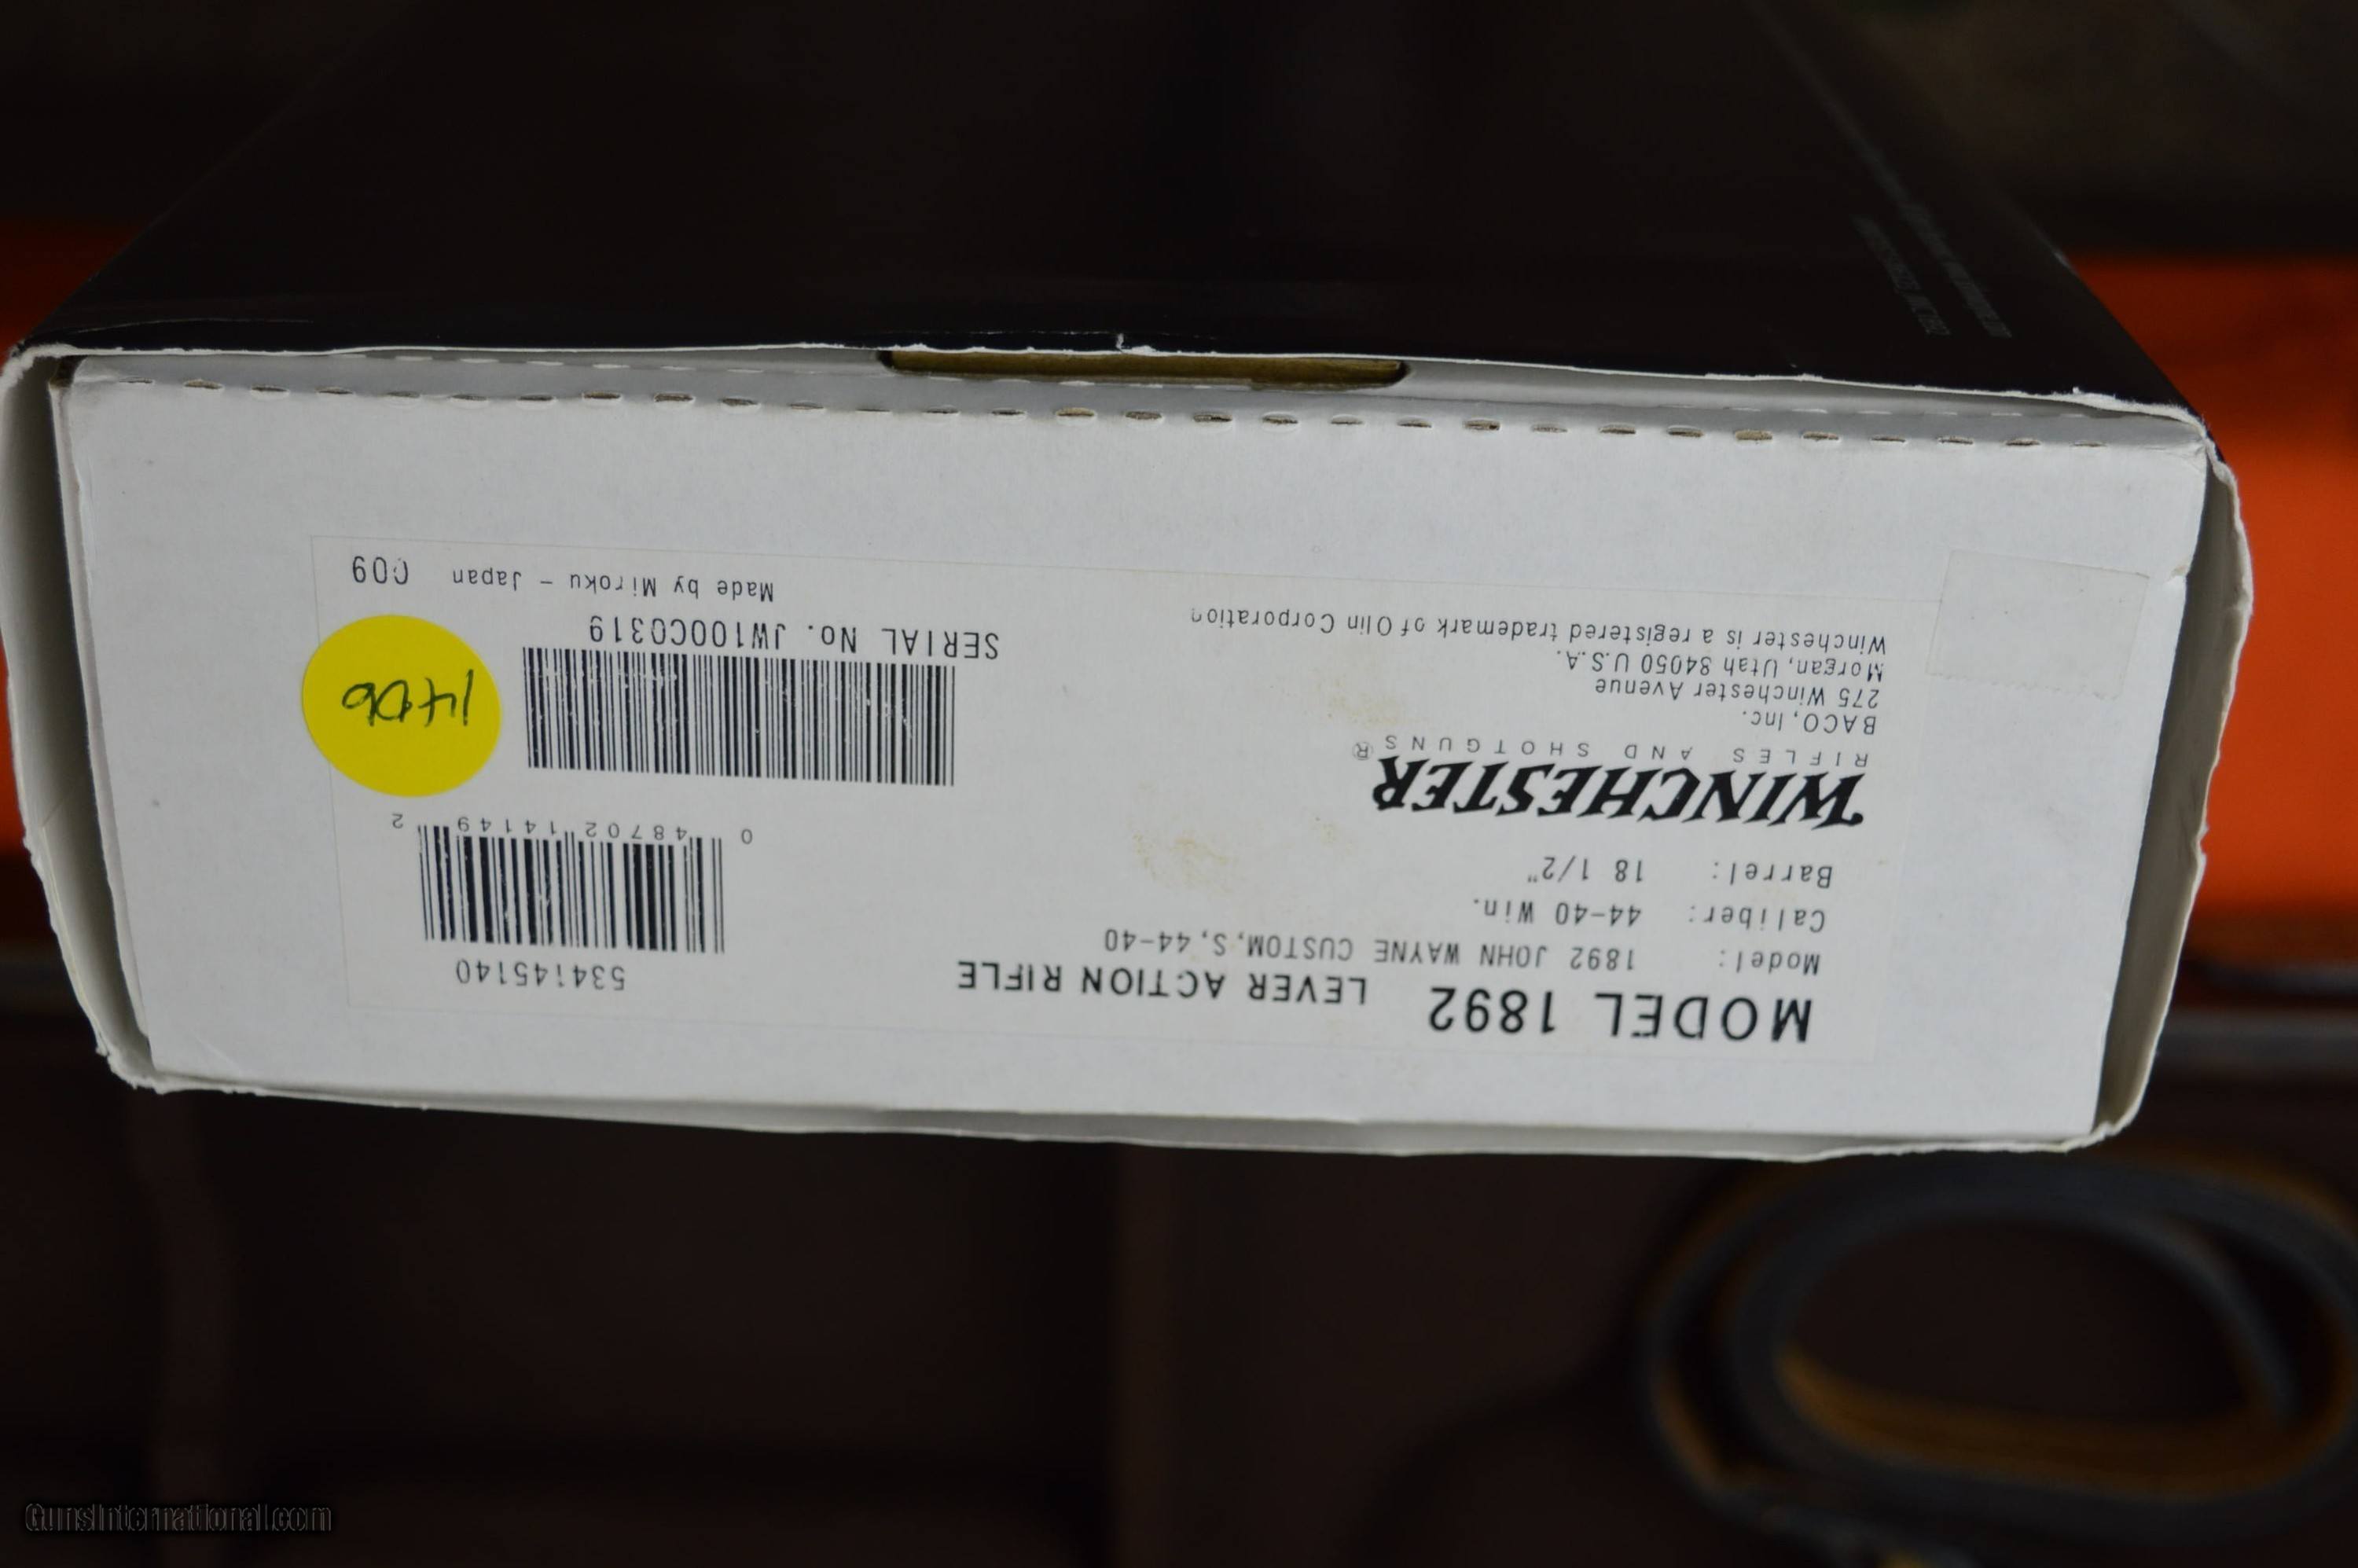 MODEL 1892 LEVER ACTION RIFLE
Model: 1892 JOHN WAYNE CUSTOM,S,44-40
Caliber: 44-40 Win.
Barrel: 18 1/2"
WINCHESTER
RIFLES AND SHOTGUNS ®
BACO, Inc.
275 Winchester Avenue
Morgan, Utah 84050 U.S.A.
Winchester is a registered trademark of Olin Corporation
534145140
0 48702 14149 2
SERIAL No. JW100C0319
Made by Miroku - Japan 009
1406
GunsInternational.com